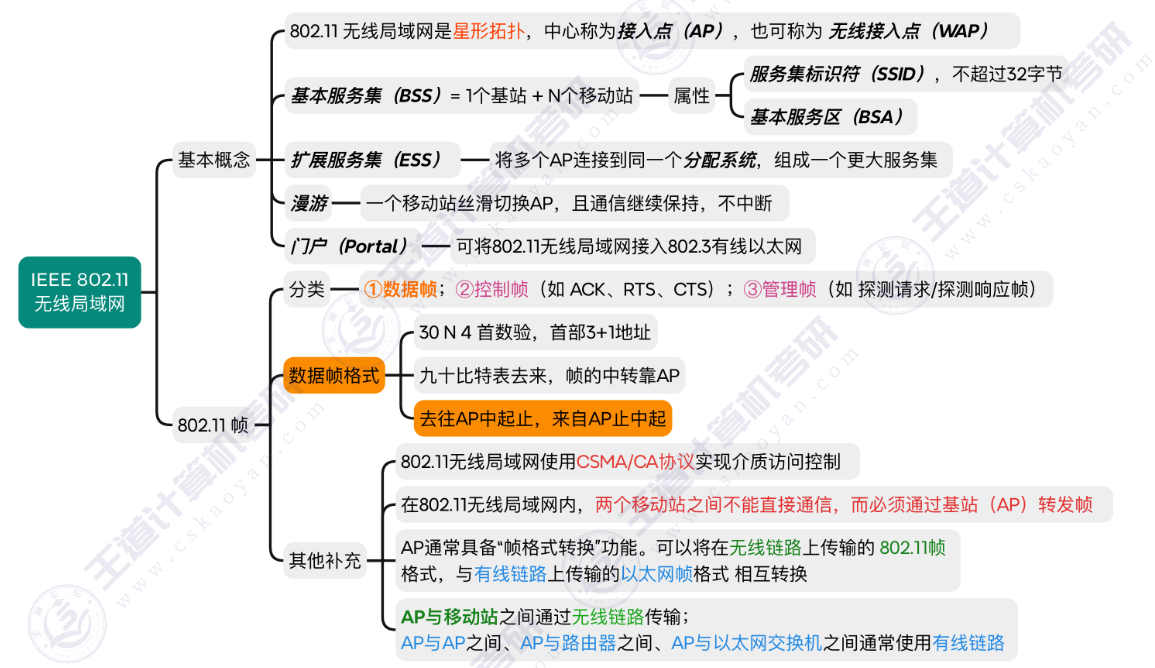 802.11 无线局域网是星形拓扑，中心称为接入点（AP），也可称为 无线接入点（WAP）
基本服务集（BSS）= 1个基站 + N个移动站
属性
服务集标识符（SSID），不超过32字节
基本服务区（BSA）
基本概念
扩展服务集（ESS）
将多个AP连接到同一个分配系统，组成一个更大服务集
漫游
一个移动站丝滑切换AP，且通信继续保持，不中断
门户（Portal）
可将802.11无线局域网接入802.3有线以太网
IEEE 802.11
无线局域网
分类
①数据帧；②控制帧（如 ACK、RTS、CTS）；③管理帧（如 探测请求/探测响应帧）
数据帧格式
30 N 4 首数验，首部3+1地址
九十比特表去来，帧的中转靠AP
去往AP中起止，来自AP止中起
802.11 帧
802.11无线局域网使用CSMA/CA协议实现介质访问控制
在802.11无线局域网内，两个移动站之间不能直接通信，而必须通过基站（AP）转发帧
其他补充
AP通常具备“帧格式转换”功能。可以将在无线链路上传输的 802.11帧
格式，与有线链路上传输的以太网帧格式 相互转换
AP与移动站之间通过无线链路传输；
AP与AP之间、AP与路由器之间、AP与以太网交换机之间通常使用有线链路
王道计算机考研
www.cskaoyan.com